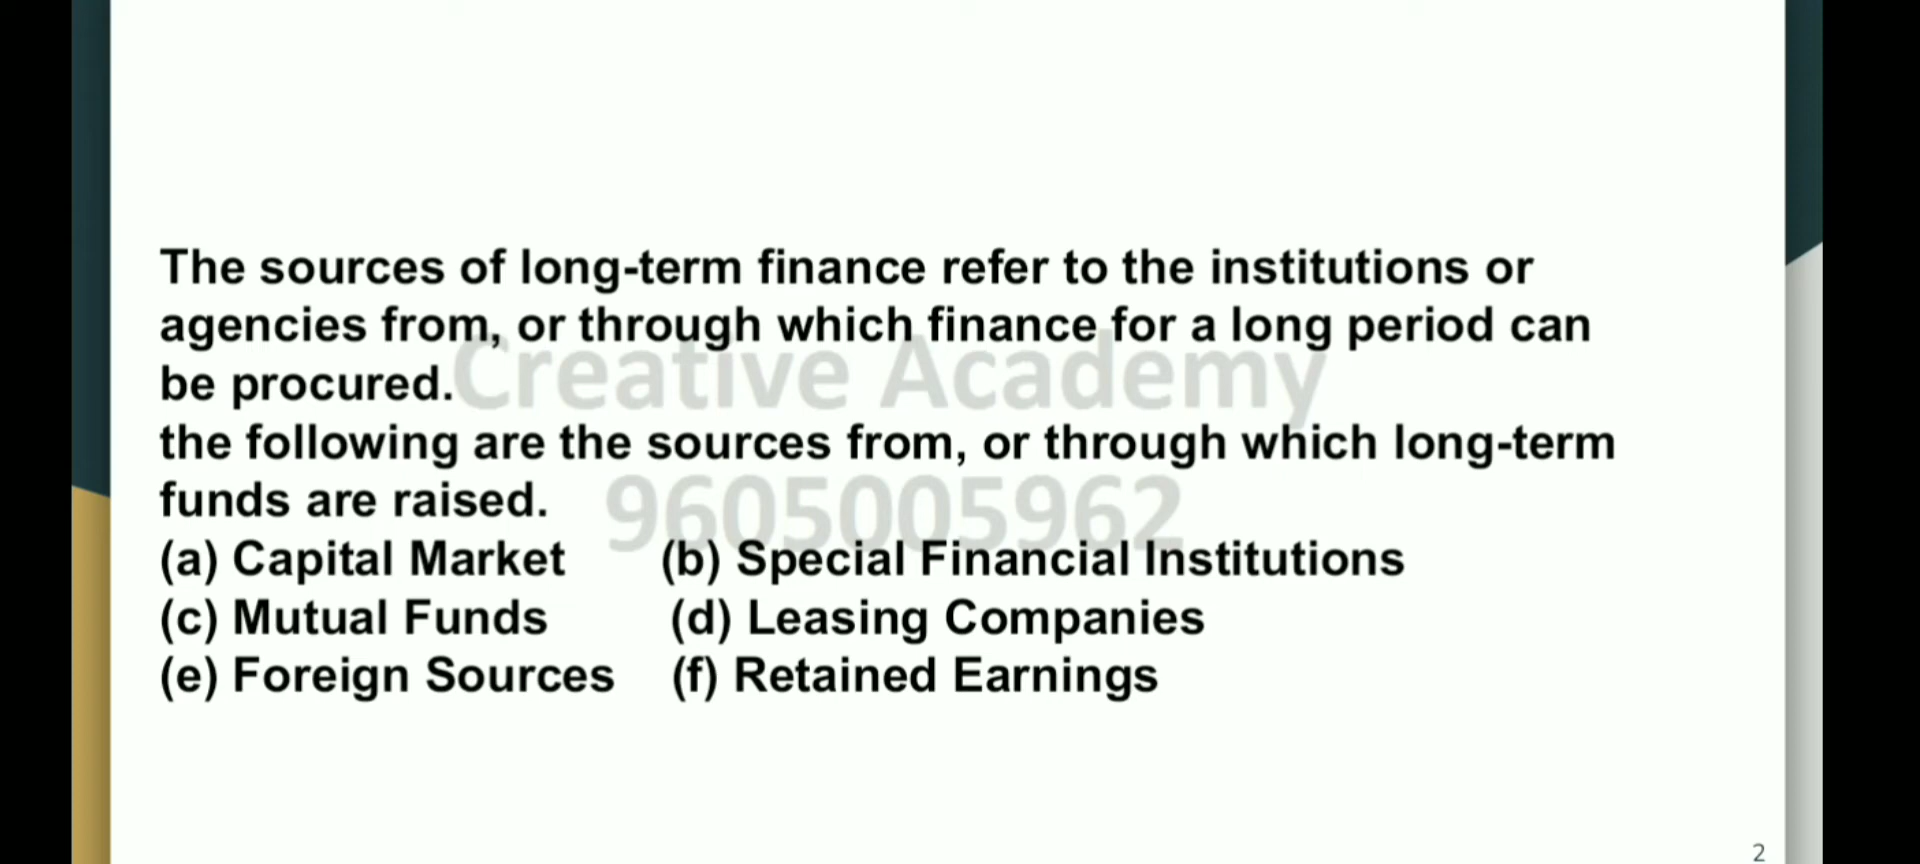 The sources of long-term finance refer to the institutions or
agencies from, or through which finance for a long period can
be procured.
Creative Academy
the following are the sources from, or through which long-term
funds are raised.
9605005962
(a) Capital Market (b) Special Financial Institutions
(c) Mutual Funds (d) Leasing Companies
(e) Foreign Sources (f) Retained Earnings
2